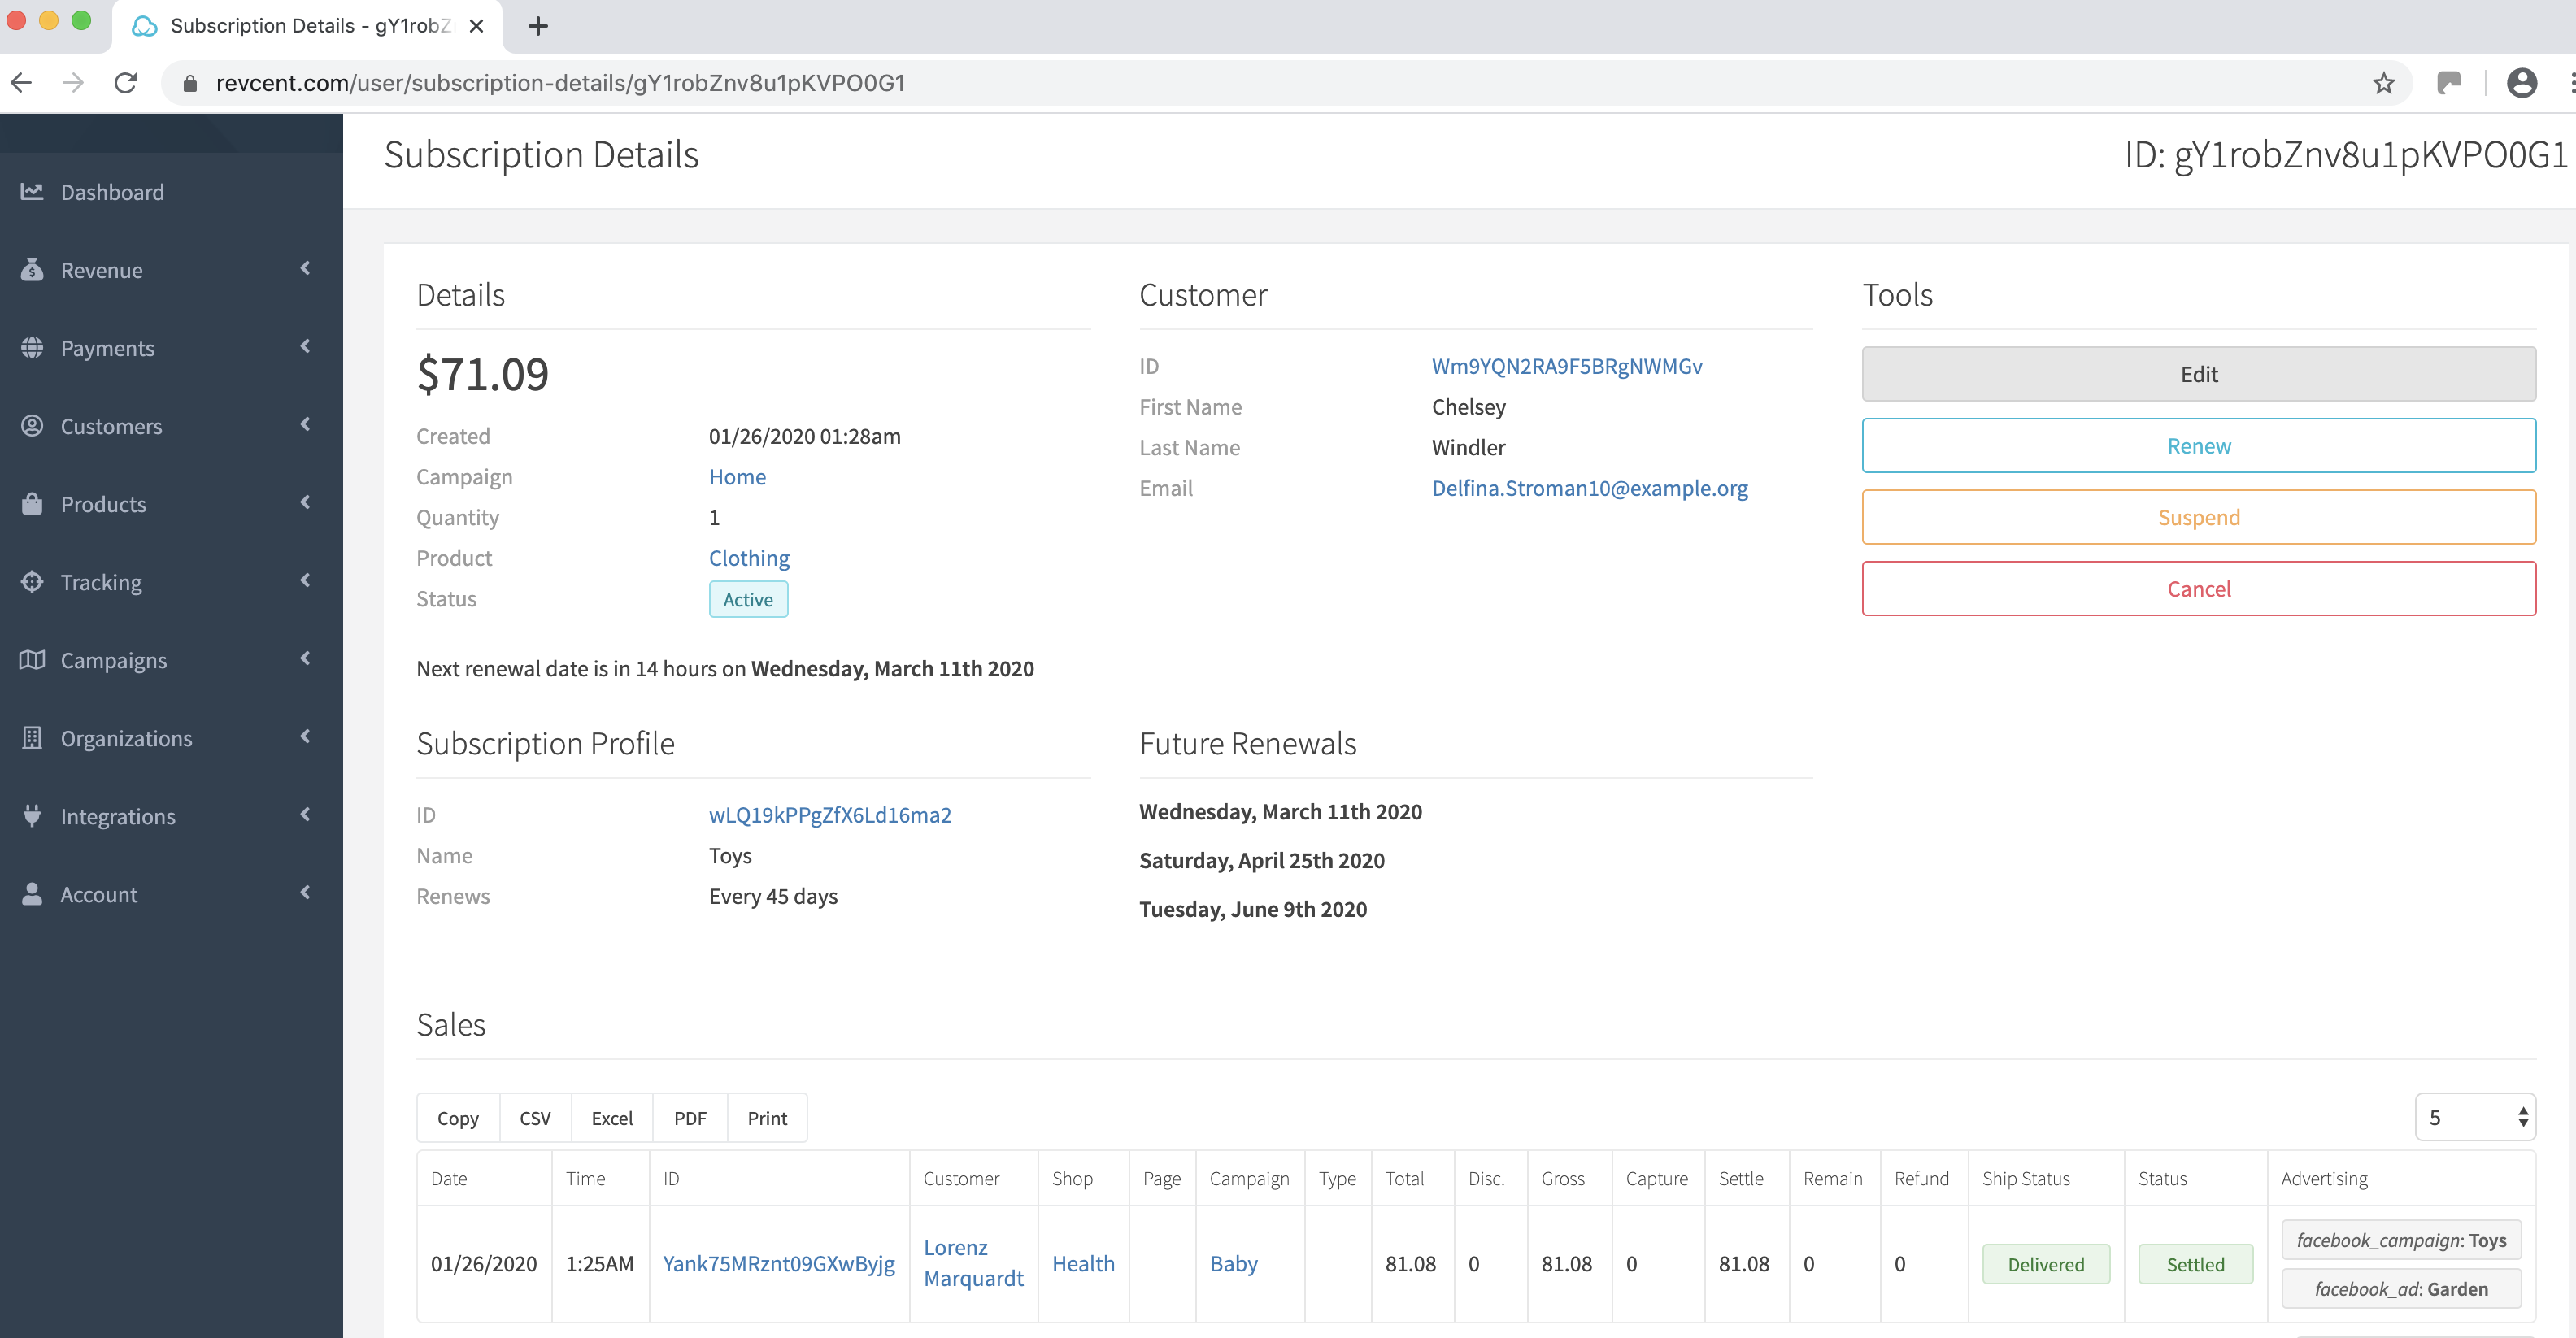 Subscription Details - gY1robZ
revcent.com/user/subscription-details/gY1robZnv8u1pKVPO0G1
Subscription Details
ID: gY1robZnv8u1pKVPO0G1
Dashboard
Revenue
Payments
Customers
Products
Tracking
Campaigns
Organizations
Integrations
Account
Details
$71.09
Created 01/26/2020 01:28am
Campaign Home
Quantity 1
Product Clothing
Status Active
Next renewal date is in 14 hours on Wednesday, March 11th 2020
Customer
ID Wm9YQN2RA9F5BRgNWMGv
First Name Chelsey
Last Name Windler
Email Delfina.Stroman10@example.org
Tools
Edit
Renew
Suspend
Cancel
Subscription Profile
ID wLQ19kPPgZfX6Ld16ma2
Name Toys
Renews Every 45 days
Future Renewals
Wednesday, March 11th 2020
Saturday, April 25th 2020
Tuesday, June 9th 2020
Sales
Copy CSV Excel PDF Print
5
Date Time ID Customer Shop Page Campaign Type Total Disc. Gross Capture Settle Remain Refund Ship Status Status Advertising
01/26/2020 1:25AM Yank75MRznt09GXwByjg Lorenz Marquardt Health Baby 81.08 0 81.08 0 81.08 0 0 Delivered Settled facebook_campaign: Toys
facebook_ad: Garden